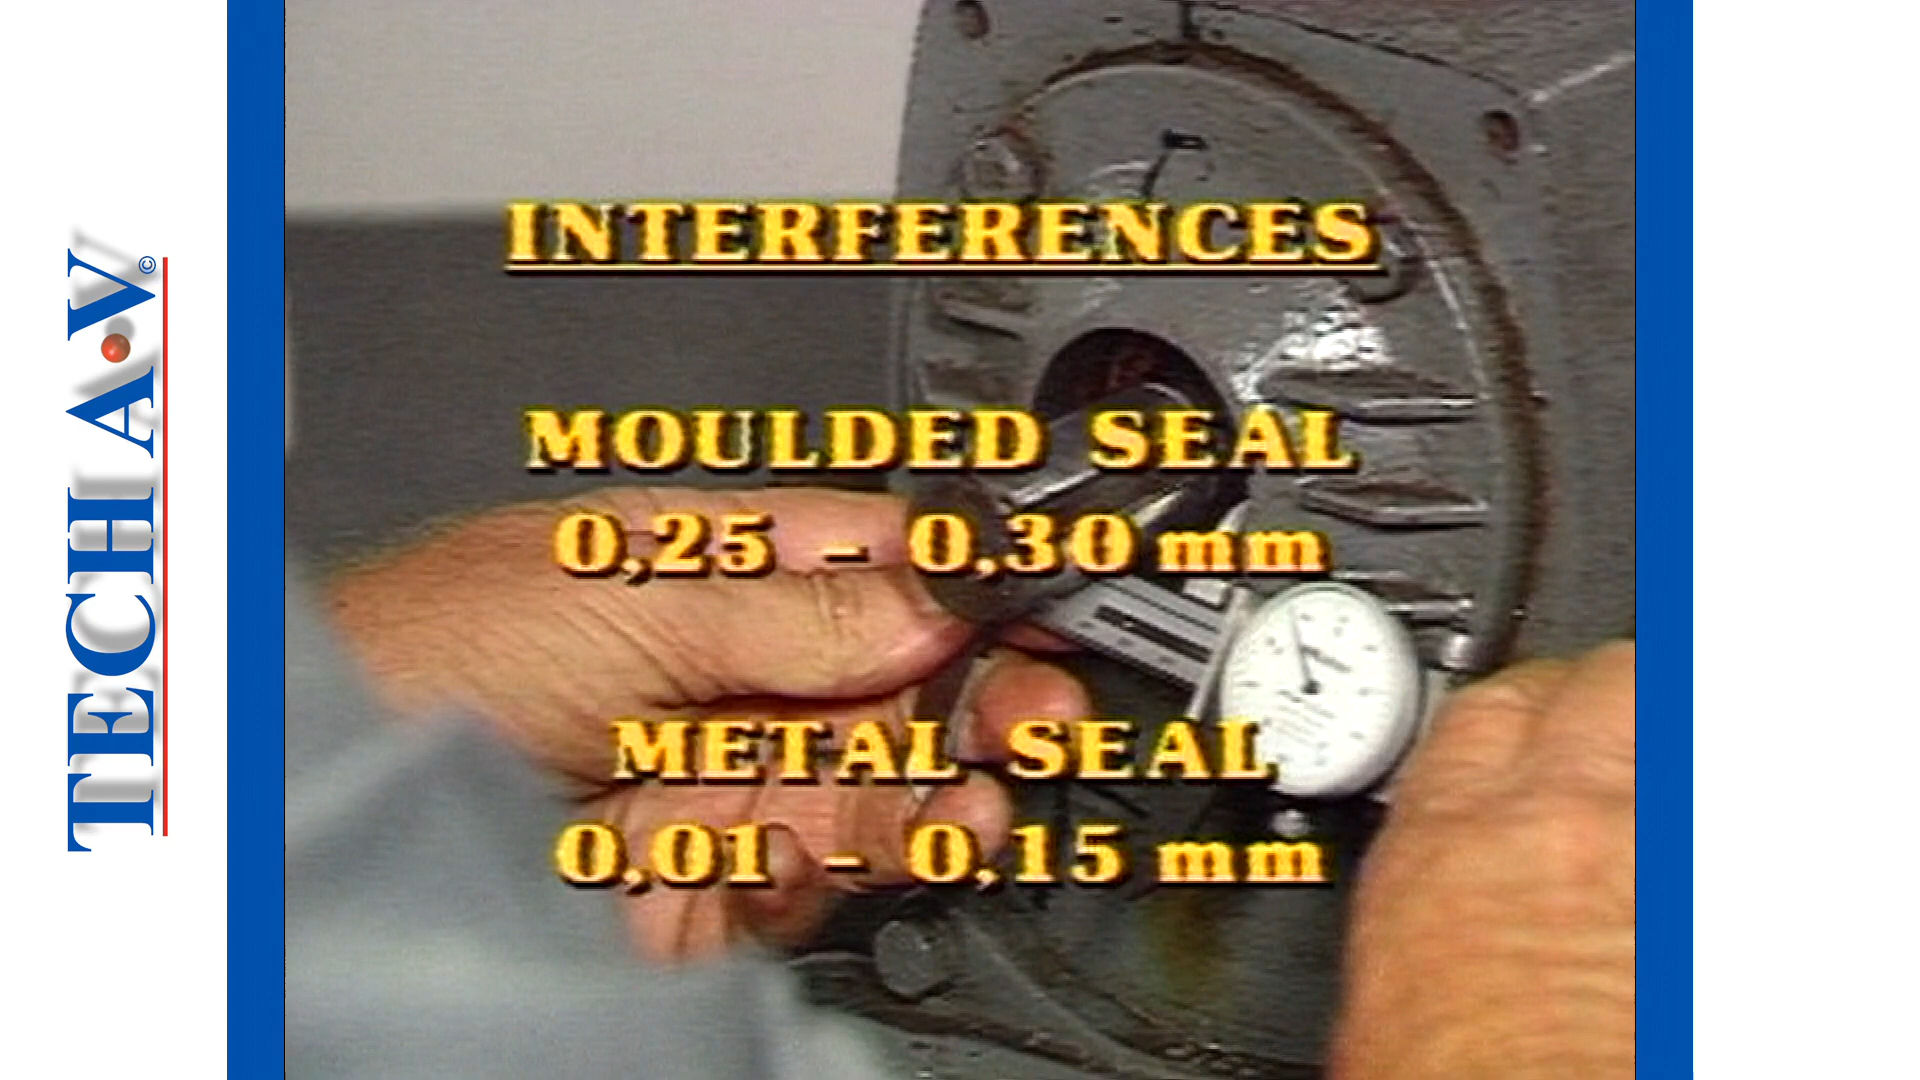 TECH A.V. ©
INTERFERENCES
MOULDED SEAL
0,25 - 0,30 mm
METAL SEAL
0,01 - 0,15 mm